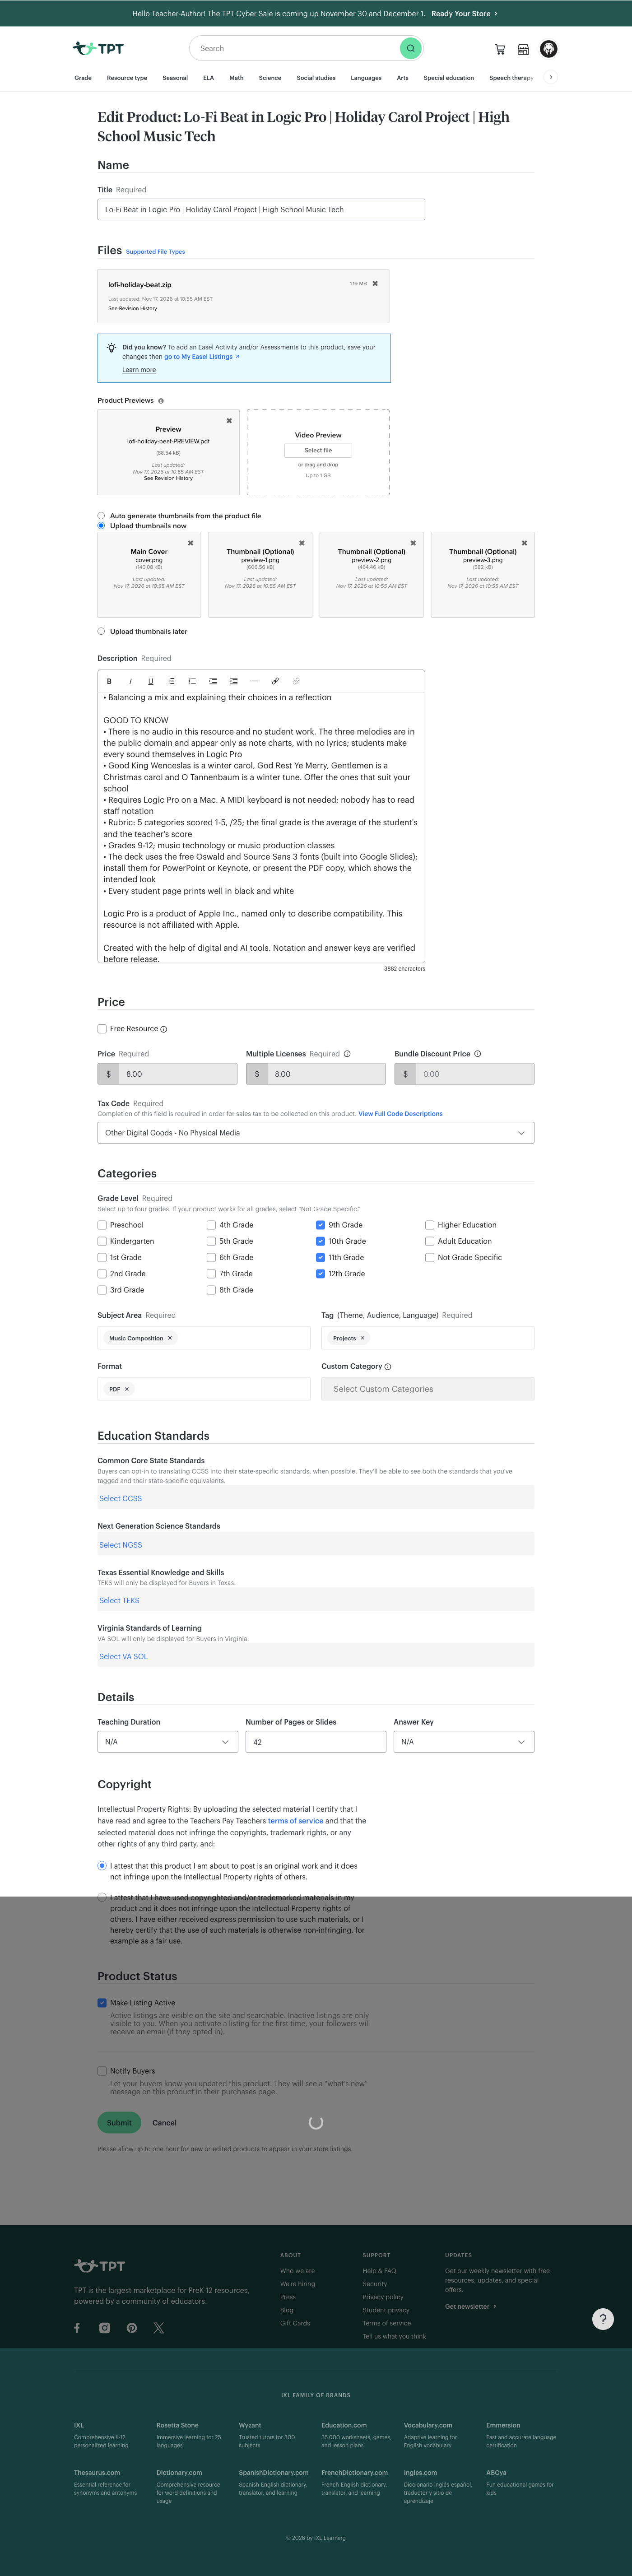 Hello Teacher-Author! The TPT Cyber Sale is coming up November 30 and December 1. Ready Your Store
TPT
Search
Grade Resource type Seasonal ELA Math Science Social studies Languages Arts Special education Speech therapy
Edit Product: Lo-Fi Beat in Logic Pro | Holiday Carol Project | High
School Music Tech
Name
Title Required
Lo-Fi Beat in Logic Pro | Holiday Carol Project | High School Music Tech
Files Supported File Types
lofi-holiday-beat.zip 1.19 MB
Last updated: Nov 17, 2026 at 10:55 AM EST
See Revision History
Did you know? To add an Easel Activity and/or Assessments to this product, save your
changes then go to My Easel Listings
Learn more
Product Previews
Preview
lofi-holiday-beat-PREVIEW.pdf
(88.54 kB)
Last updated:
Nov 17, 2026 at 10:55 AM EST
See Revision History
Video Preview
Select file
or drag and drop
Up to 1 GB
Auto generate thumbnails from the product file
Upload thumbnails now
Main Cover
cover.png
(140.08 kB)
Last updated:
Nov 17, 2026 at 10:55 AM EST
Thumbnail (Optional)
preview-1.png
(606.56 kB)
Last updated:
Nov 17, 2026 at 10:55 AM EST
Thumbnail (Optional)
preview-2.png
(464.46 kB)
Last updated:
Nov 17, 2026 at 10:55 AM EST
Thumbnail (Optional)
preview-3.png
(582 kB)
Last updated:
Nov 17, 2026 at 10:55 AM EST
Upload thumbnails later
Description Required
B I U
• Balancing a mix and explaining their choices in a reflection
GOOD TO KNOW
• There is no audio in this resource and no student work. The three melodies are in
the public domain and appear only as note charts, with no lyrics; students make
every sound themselves in Logic Pro
• Good King Wenceslas is a winter carol, God Rest Ye Merry, Gentlemen is a
Christmas carol and O Tannenbaum is a winter tune. Offer the ones that suit your
school
• Requires Logic Pro on a Mac. A MIDI keyboard is not needed; nobody has to read
staff notation
• Rubric: 5 categories scored 1-5, /25; the final grade is the average of the student's
and the teacher's score
• Grades 9-12; music technology or music production classes
• The deck uses the free Oswald and Source Sans 3 fonts (built into Google Slides);
install them for PowerPoint or Keynote, or present the PDF copy, which shows the
intended look
• Every student page prints well in black and white
Logic Pro is a product of Apple Inc., named only to describe compatibility. This
resource is not affiliated with Apple.
Created with the help of digital and AI tools. Notation and answer keys are verified
before release.
3882 characters
Price
Free Resource
Price Required Multiple Licenses Required Bundle Discount Price
$ 8.00 $ 8.00 $ 0.00
Tax Code Required
Completion of this field is required in order for sales tax to be collected on this product. View Full Code Descriptions
Other Digital Goods - No Physical Media
Categories
Grade Level Required
Select up to four grades. If your product works for all grades, select "Not Grade Specific."
Preschool 4th Grade 9th Grade Higher Education
Kindergarten 5th Grade 10th Grade Adult Education
1st Grade 6th Grade 11th Grade Not Grade Specific
2nd Grade 7th Grade 12th Grade
3rd Grade 8th Grade
Subject Area Required Tag (Theme, Audience, Language) Required
Music Composition × Projects ×
Format Custom Category
PDF × Select Custom Categories
Education Standards
Common Core State Standards
Buyers can opt-in to translating CCSS into their state-specific standards, when possible. They'll be able to see both the standards that you've
tagged and their state-specific equivalents.
Select CCSS
Next Generation Science Standards
Select NGSS
Texas Essential Knowledge and Skills
TEKS will only be displayed for Buyers in Texas.
Select TEKS
Virginia Standards of Learning
VA SOL will only be displayed for Buyers in Virginia.
Select VA SOL
Details
Teaching Duration Number of Pages or Slides Answer Key
N/A 42 N/A
Copyright
Intellectual Property Rights: By uploading the selected material I certify that I
have read and agree to the Teachers Pay Teachers terms of service and that the
selected material does not infringe the copyrights, trademark rights, or any
other rights of any third party, and:
I attest that this product I am about to post is an original work and it does
not infringe upon the Intellectual Property rights of others.
I attest that I have used copyrighted and/or trademarked materials in my
product and it does not infringe upon the Intellectual Property rights of
others. I have either received express permission to use such materials, or I
hereby certify that the use of such materials is otherwise non-infringing, for
example as a fair use.
Product Status
Make Listing Active
Active listings are visible on the site and searchable. Inactive listings are only
visible to you. When you activate a listing the first time, your followers will
receive an email (if they opted in).
Notify Buyers
Let your buyers know you updated this product. They will see a "what's new"
message on this product in their purchases page.
Submit Cancel
Please allow up to one hour for new or edited products to appear in your store listings.
TPT
TPT is the largest marketplace for PreK-12 resources,
powered by a community of educators.
ABOUT
Who we are
We're hiring
Press
Blog
Gift Cards
SUPPORT
Help & FAQ
Security
Privacy policy
Student privacy
Terms of service
Tell us what you think
UPDATES
Get our weekly newsletter with free
resources, updates, and special
offers.
Get newsletter
?
IXL FAMILY OF BRANDS
IXL
Comprehensive K-12
personalized learning
Rosetta Stone
Immersive learning for 25
languages
Wyzant
Trusted tutors for 300
subjects
Education.com
35,000 worksheets, games,
and lesson plans
Vocabulary.com
Adaptive learning for
English vocabulary
Emmersion
Fast and accurate language
certification
Thesaurus.com
Essential reference for
synonyms and antonyms
Dictionary.com
Comprehensive resource
for word definitions and
usage
SpanishDictionary.com
Spanish-English dictionary,
translator, and learning
FrenchDictionary.com
French-English dictionary,
translator, and learning
Ingles.com
Diccionario inglés-español,
traductor y sitio de
aprendizaje
ABCya
Fun educational games for
kids
© 2026 by IXL Learning